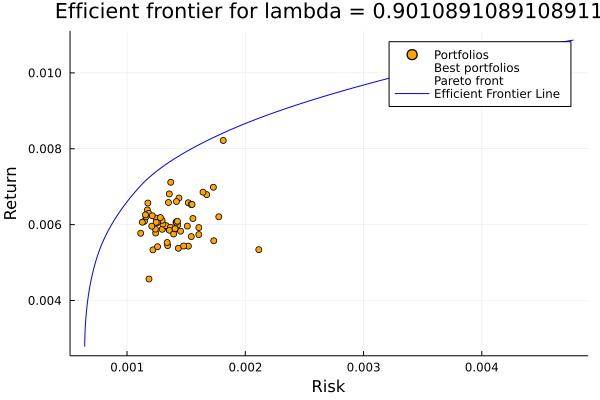 Efficient frontier for lambda = 0.9010891089108911
0.010
0.008
0.006
0.004
Return
0.001
0.002
0.003
0.004
Risk
Portfolios
Best portfolios
Pareto front
Efficient Frontier Line